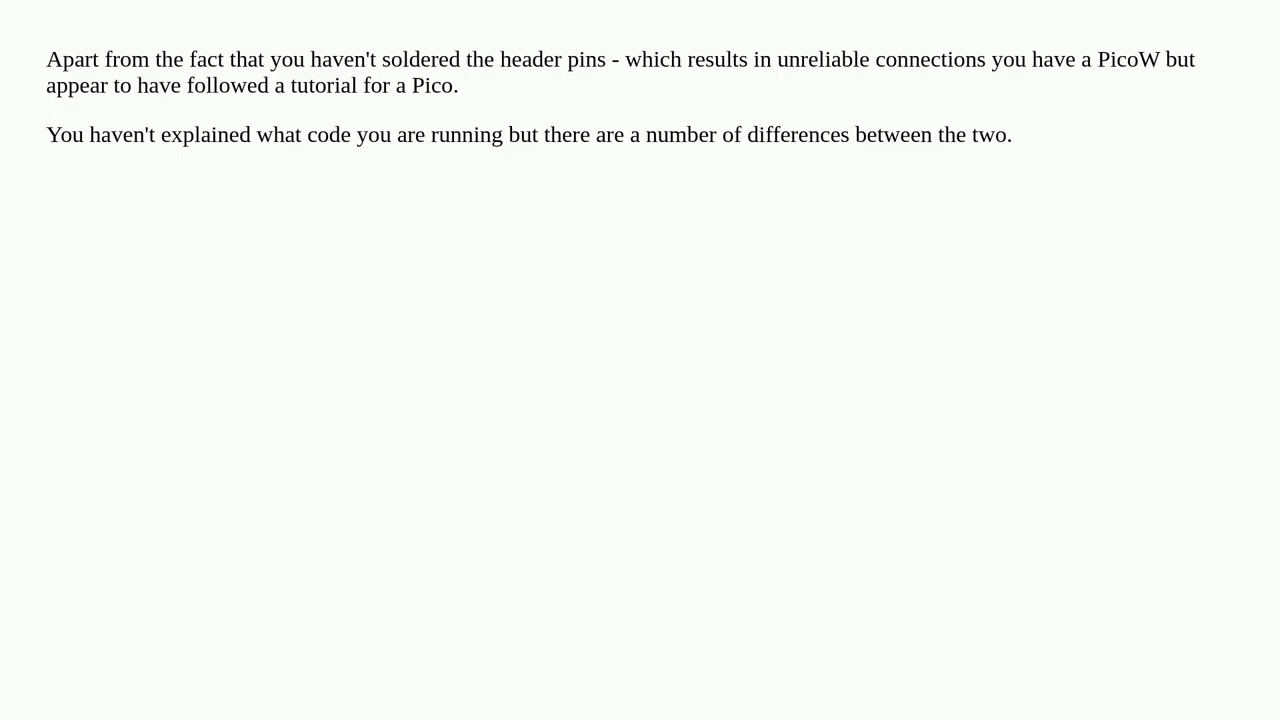 Apart from the fact that you haven't soldered the header pins - which results in unreliable connections you have a PicoW but
appear to have followed a tutorial for a Pico.
You haven't explained what code you are running but there are a number of differences between the two.